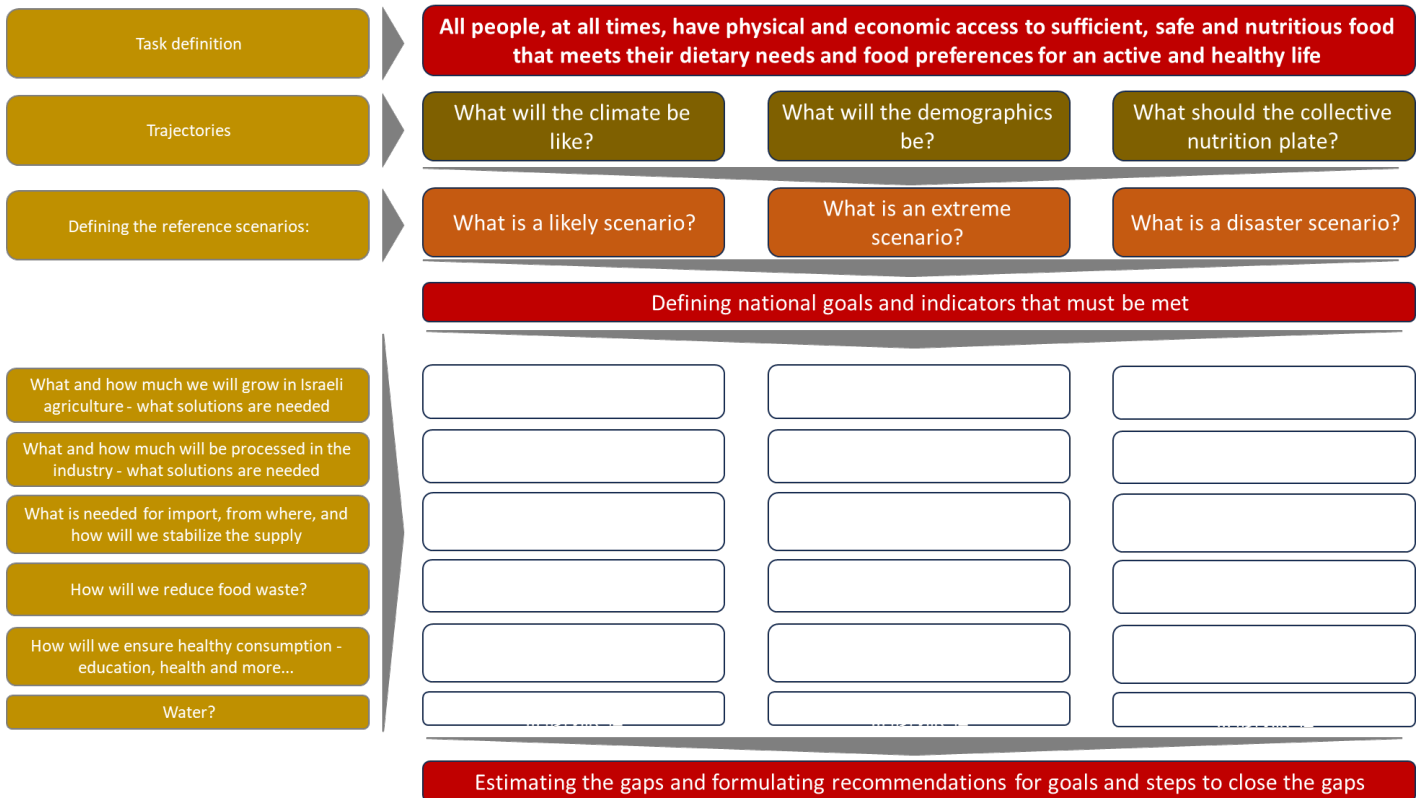 Task definition
All people, at all times, have physical and economic access to sufficient, safe and nutritious food
that meets their dietary needs and food preferences for an active and healthy life
Trajectories
What will the climate be
like?
What will the demographics
be?
What should the collective
nutrition plate?
Defining the reference scenarios:
What is a likely scenario?
What is an extreme
scenario?
What is a disaster scenario?
Defining national goals and indicators that must be met
What and how much we will grow in Israeli
agriculture - what solutions are needed
What and how much will be processed in the
industry - what solutions are needed
What is needed for import, from where, and
how will we stabilize the supply
How will we reduce food waste?
How will we ensure healthy consumption -
education, health and more...
Water?
Estimating the gaps and formulating recommendations for goals and steps to close the gaps